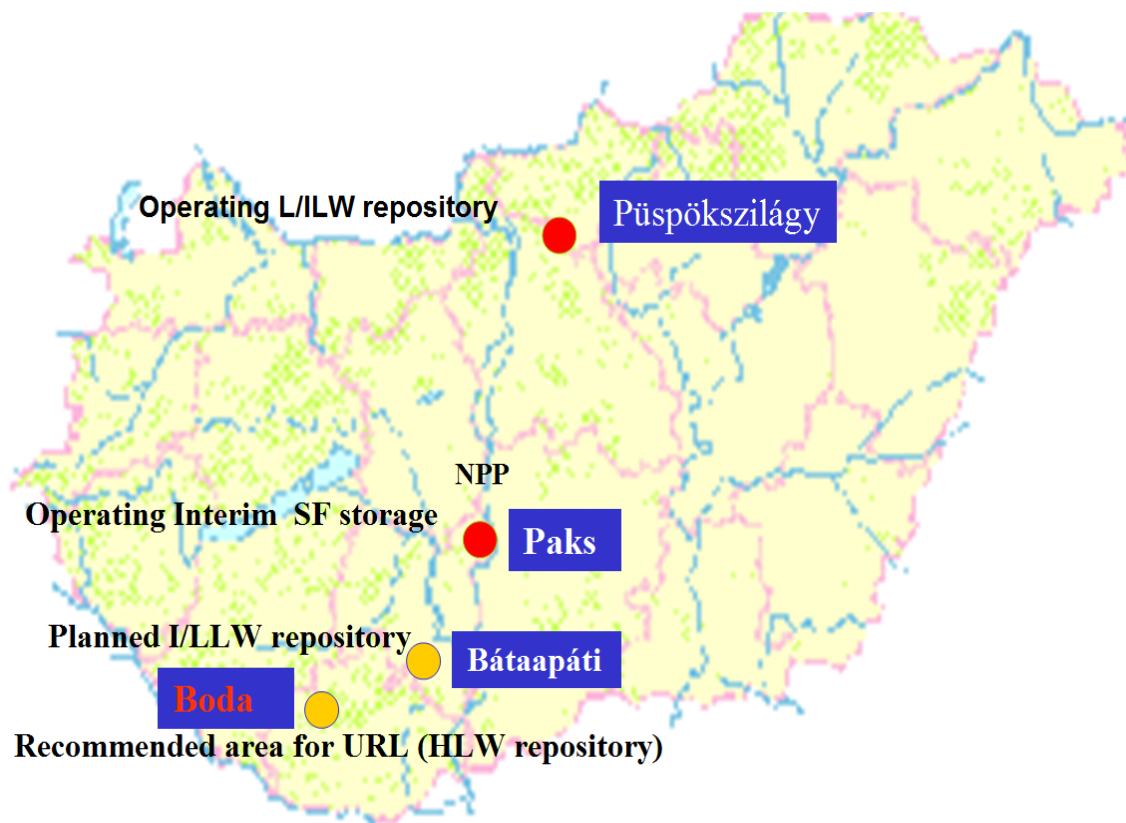 Operating L/ILW repository
Püspökszilágy
NPP
Operating Interim SF storage
Paks
Planned I/LLW repository
Bátaapáti
Boda
Recommended area for URL (HLW repository)